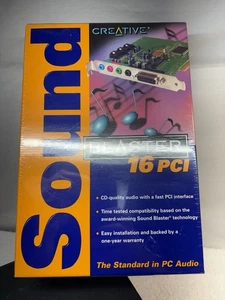 CREATIVE
Sound
BLASTER
16 PCI
• CD-quality audio with a fast PCI interface
• Time tested compatibility based on the
award-winning Sound Blaster technology
• Easy installation and backed by a
one-year warranty
The Standard in PC Audio